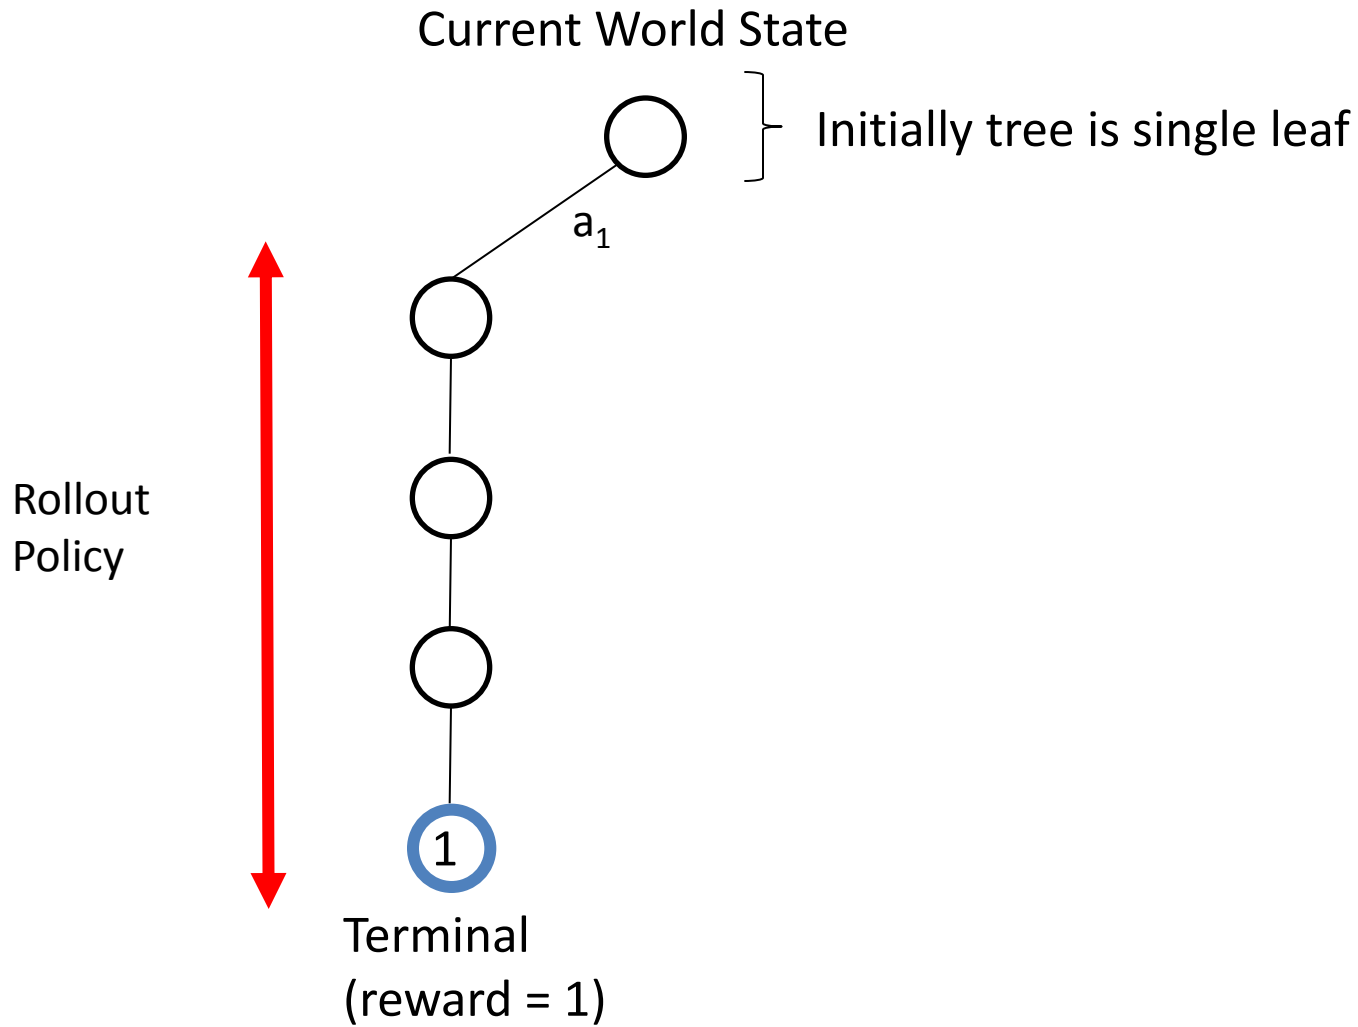 Current World State
Initially tree is single leaf
a₁
Rollout
Policy
1
Terminal
(reward = 1)